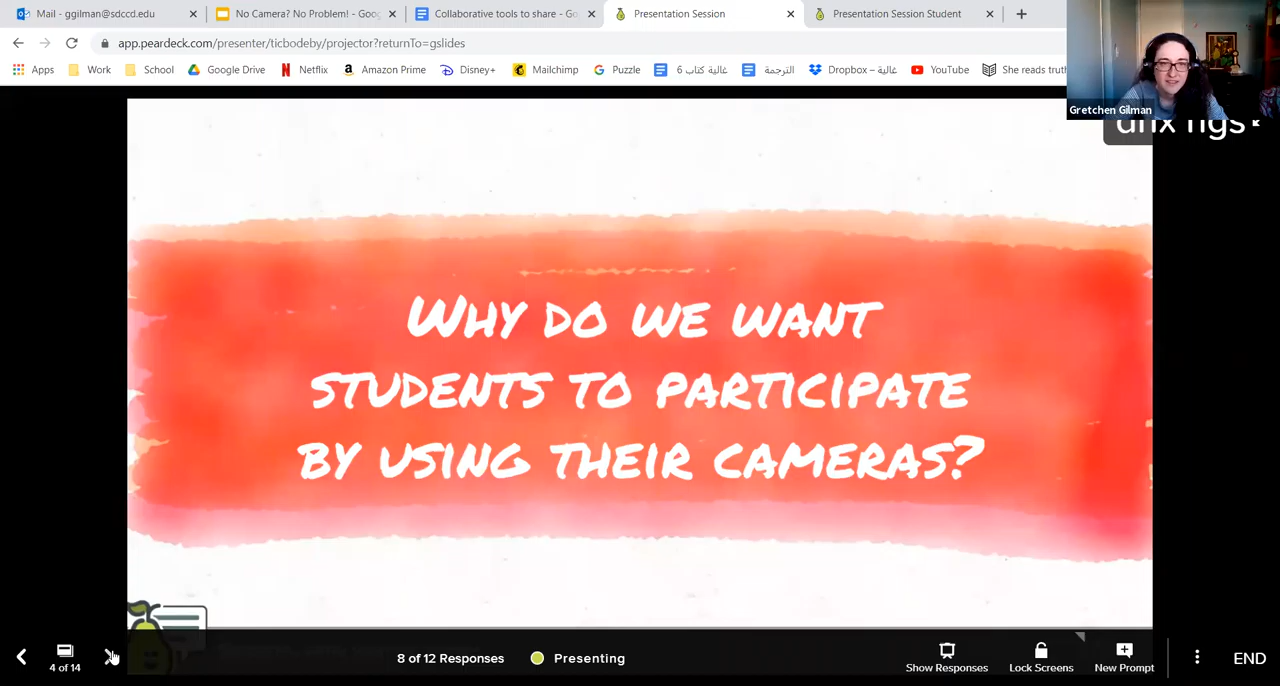 Mail - ggilman@sdccd.edu
No Camera? No Problem! - Goo
Collaborative tools to share - Go
Presentation Session
Presentation Session Student
app.peardeck.com/presenter/ticbodeby/projector?returnTo=gslides
Apps
Work
School
Google Drive
Netflix
Amazon Prime
Disney+
Mailchimp
Puzzle
غالية كتاب 6
الترجمة
Dropbox – غالية
YouTube
She reads trut
Gretchen Gilman
WHY DO WE WANT
STUDENTS TO PARTICIPATE
BY USING THEIR CAMERAS?
4 of 14
8 of 12 Responses
Presenting
Show Responses
Lock Screens
New Prompt
END